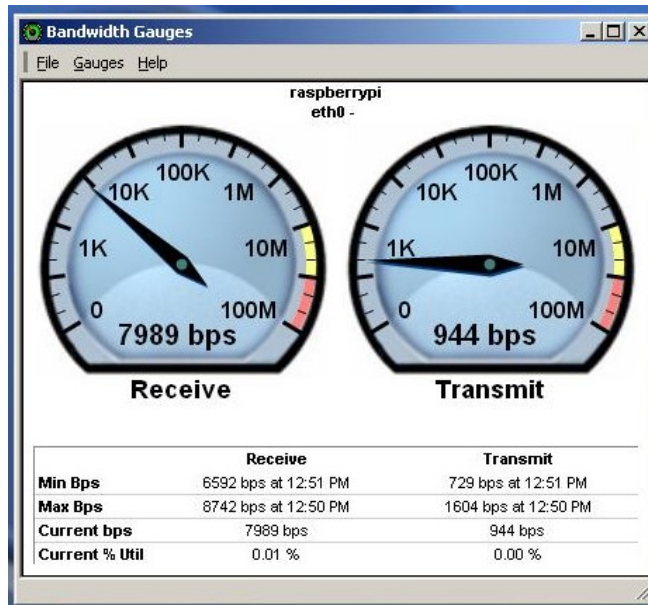 Bandwidth Gauges
File Gauges Help
raspberrypi
eth0 -
0 1K 10K 100K 1M 10M 100M
7989 bps
Receive
0 1K 10K 100K 1M 10M 100M
944 bps
Transmit
Receive Transmit
Min Bps 6592 bps at 12:51 PM 729 bps at 12:51 PM
Max Bps 8742 bps at 12:50 PM 1604 bps at 12:50 PM
Current bps 7989 bps 944 bps
Current % Util 0.01 % 0.00 %